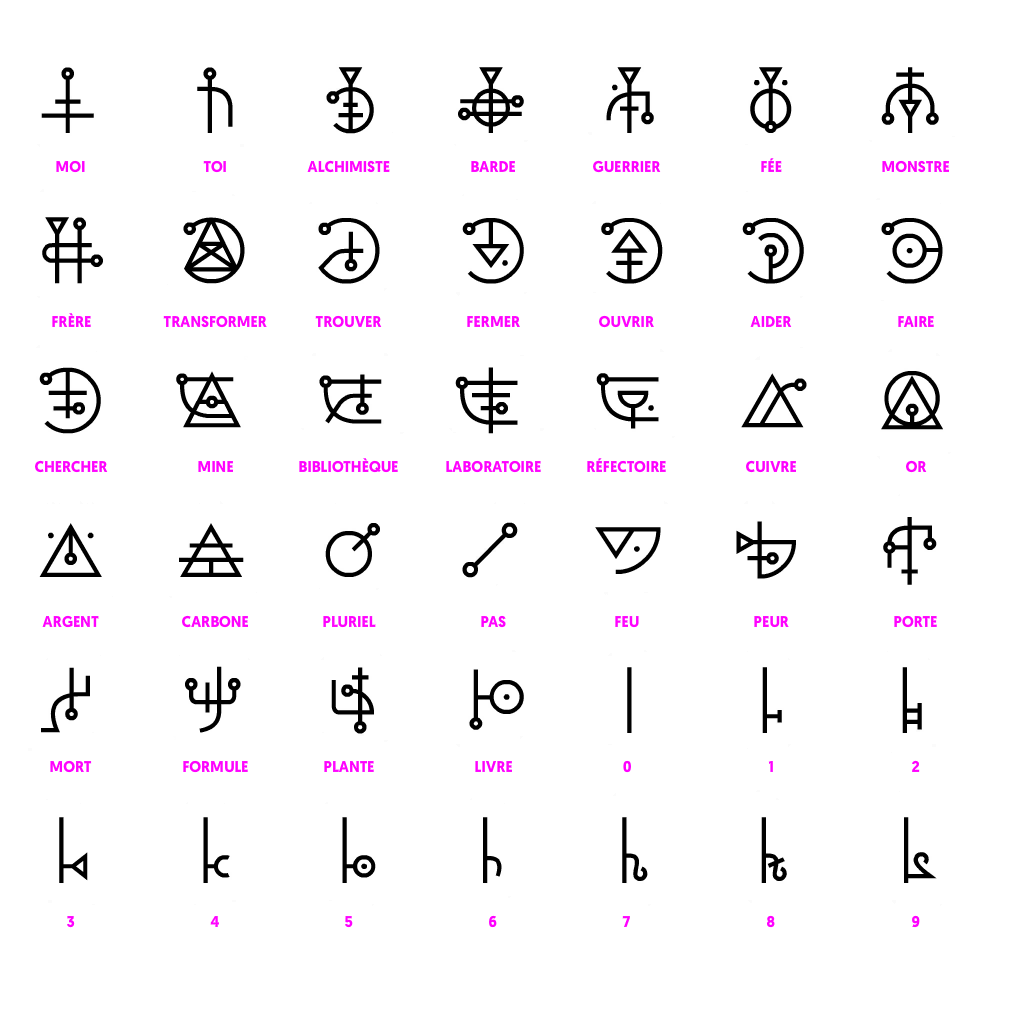 MOI TOI ALCHIMISTE BARDE GUERRIER FÉE MONSTRE
FRÈRE TRANSFORMER TROUVER FERMER OUVRIR AIDER FAIRE
CHERCHER MINE BIBLIOTHÈQUE LABORATOIRE RÉFECTOIRE CUIVRE OR
ARGENT CARBONE PLURIEL PAS FEU PEUR PORTE
MORT FORMULE PLANTE LIVRE 0 1 2
3 4 5 6 7 8 9